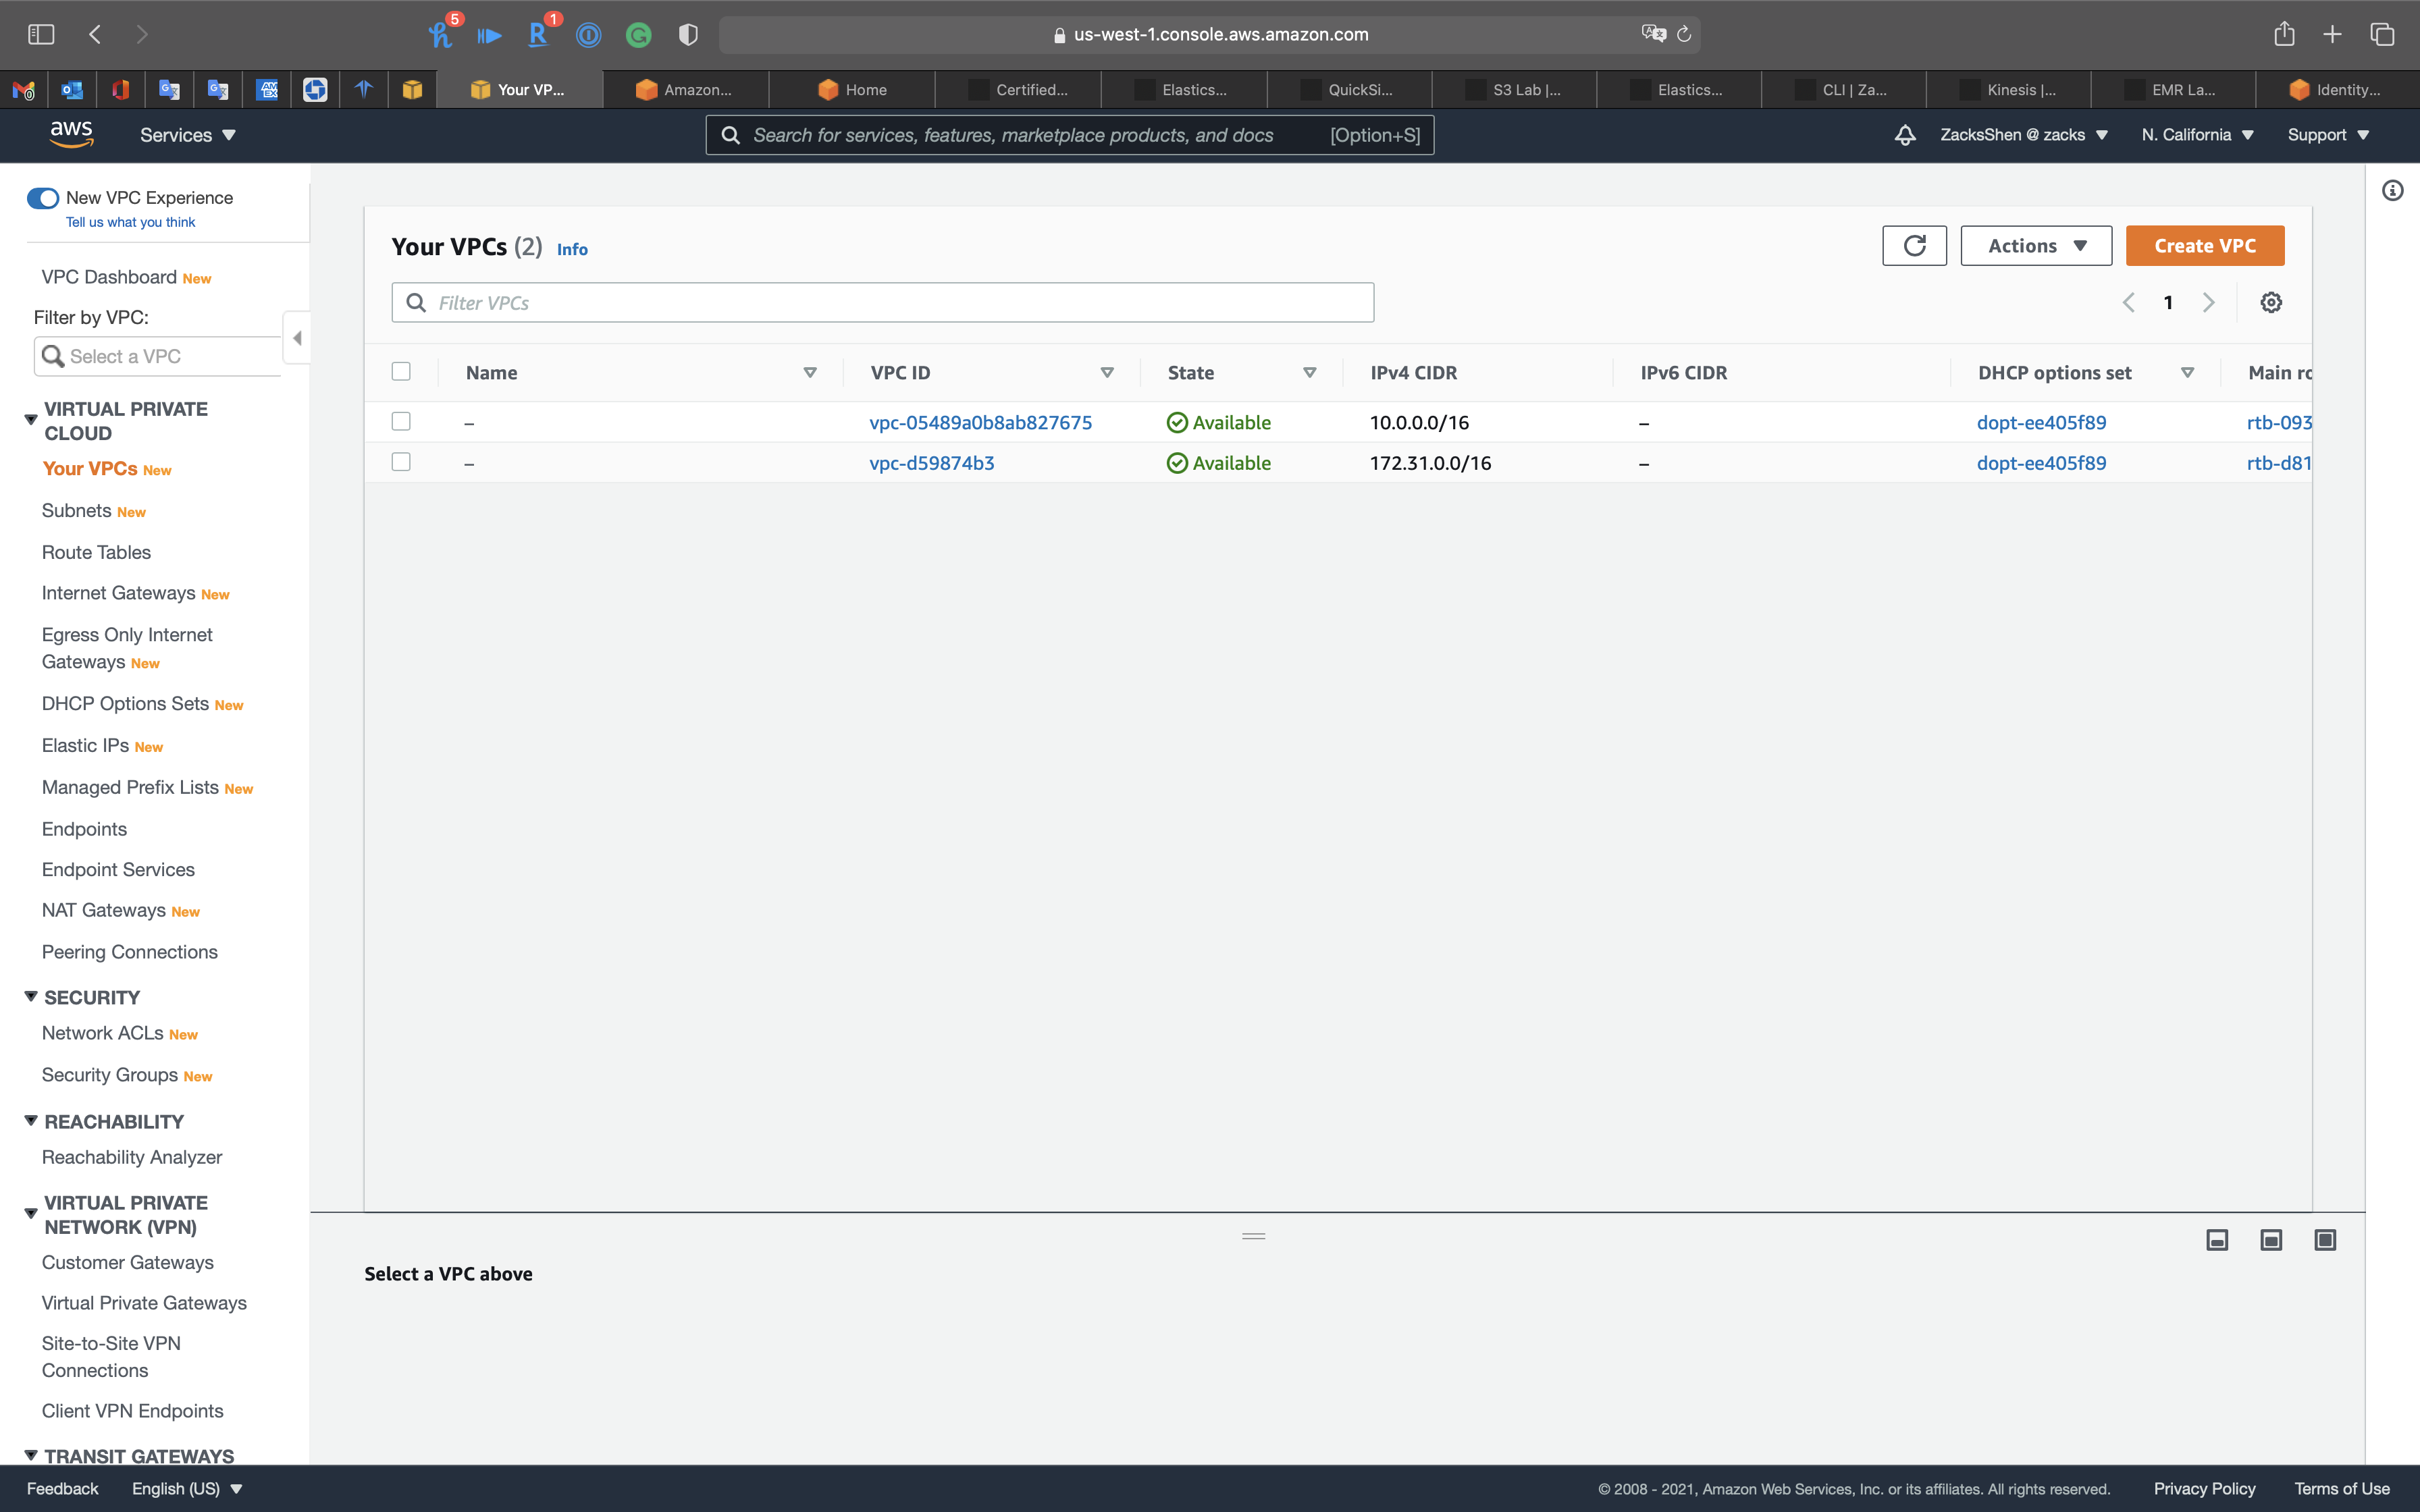 5
1
us-west-1.console.aws.amazon.com
Your VP...
Amazon...
Home
Certified...
Elastics...
QuickSi...
S3 Lab |...
Elastics...
CLI | Za...
Kinesis |...
EMR La...
Identity...
aws
Services
Search for services, features, marketplace products, and docs [Option+S]
ZacksShen @ zacks
N. California
Support
New VPC Experience
Tell us what you think
VPC Dashboard New
Filter by VPC:
Select a VPC
VIRTUAL PRIVATE
CLOUD
Your VPCs New
Subnets New
Route Tables
Internet Gateways New
Egress Only Internet
Gateways New
DHCP Options Sets New
Elastic IPs New
Managed Prefix Lists New
Endpoints
Endpoint Services
NAT Gateways New
Peering Connections
SECURITY
Network ACLs New
Security Groups New
REACHABILITY
Reachability Analyzer
VIRTUAL PRIVATE
NETWORK (VPN)
Customer Gateways
Virtual Private Gateways
Site-to-Site VPN
Connections
Client VPN Endpoints
TRANSIT GATEWAYS
Your VPCs (2) Info
Actions
Create VPC
Filter VPCs
1
Name VPC ID State IPv4 CIDR IPv6 CIDR DHCP options set Main ro
– vpc-05489a0b8ab827675 Available 10.0.0.0/16 – dopt-ee405f89 rtb-093
– vpc-d59874b3 Available 172.31.0.0/16 – dopt-ee405f89 rtb-d81
Select a VPC above
Feedback
English (US)
© 2008 - 2021, Amazon Web Services, Inc. or its affiliates. All rights reserved.
Privacy Policy
Terms of Use